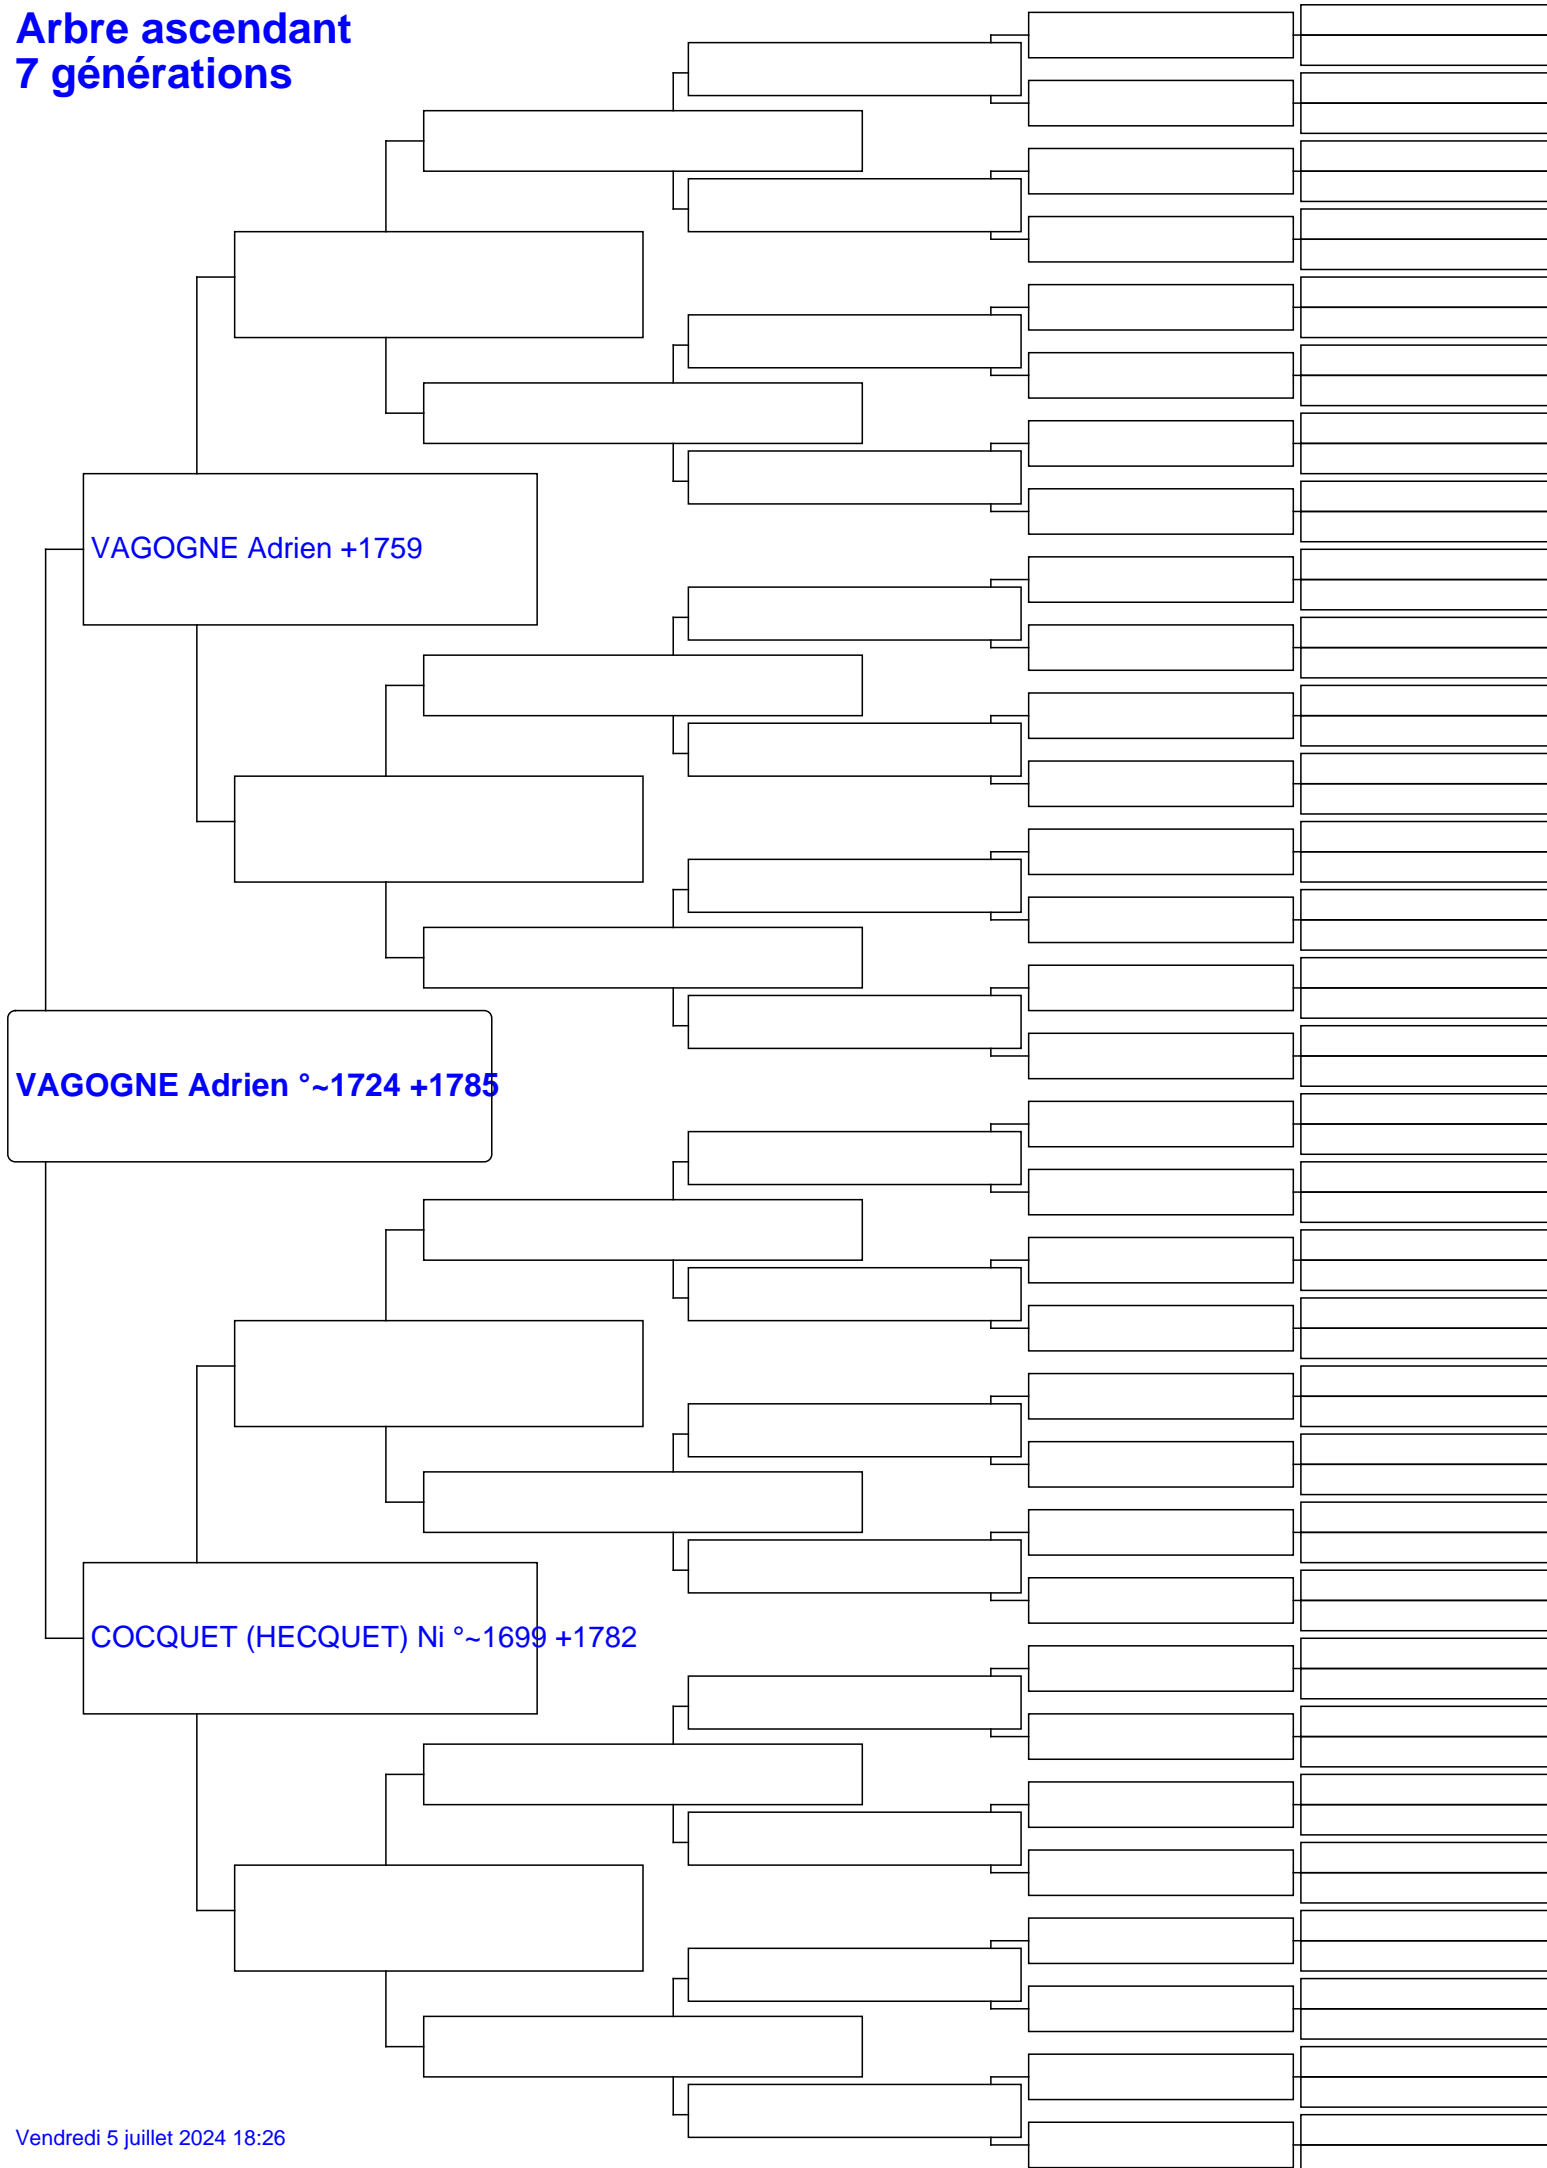 Arbre ascendant
7 générations
VAGOGNE Adrien +1759
VAGOGNE Adrien °~1724 +1785
COCQUET (HECQUET) Ni °~1699 +1782
Vendredi 5 juillet 2024 18:26